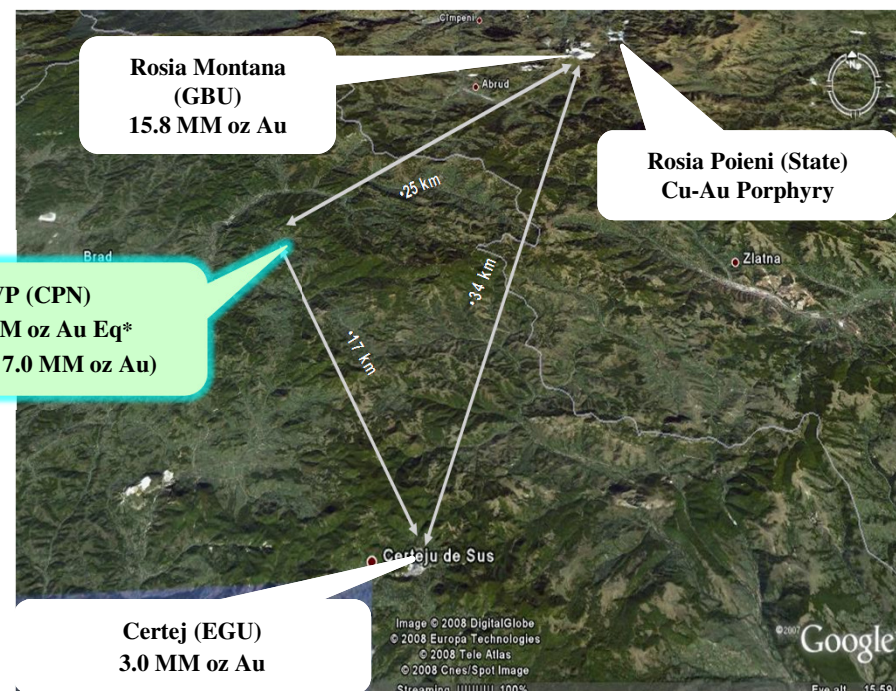 Cîmpeni
Rosia Montana
(GBU)
15.8 MM oz Au
Abrud
Rosia Poieni (State)
Cu-Au Porphyry
•25 km
Brad
Zlatna
VP (CPN)
M oz Au Eq*
7.0 MM oz Au)
•34 km
•17 km
Certeju de Sus
Certej (EGU)
3.0 MM oz Au
Image © 2008 DigitalGlobe
© 2008 Europa Technologies
© 2008 Tele Atlas
© 2008 Cnes/Spot Image
©2007 Google
Streaming 100%
Eye alt 15.59